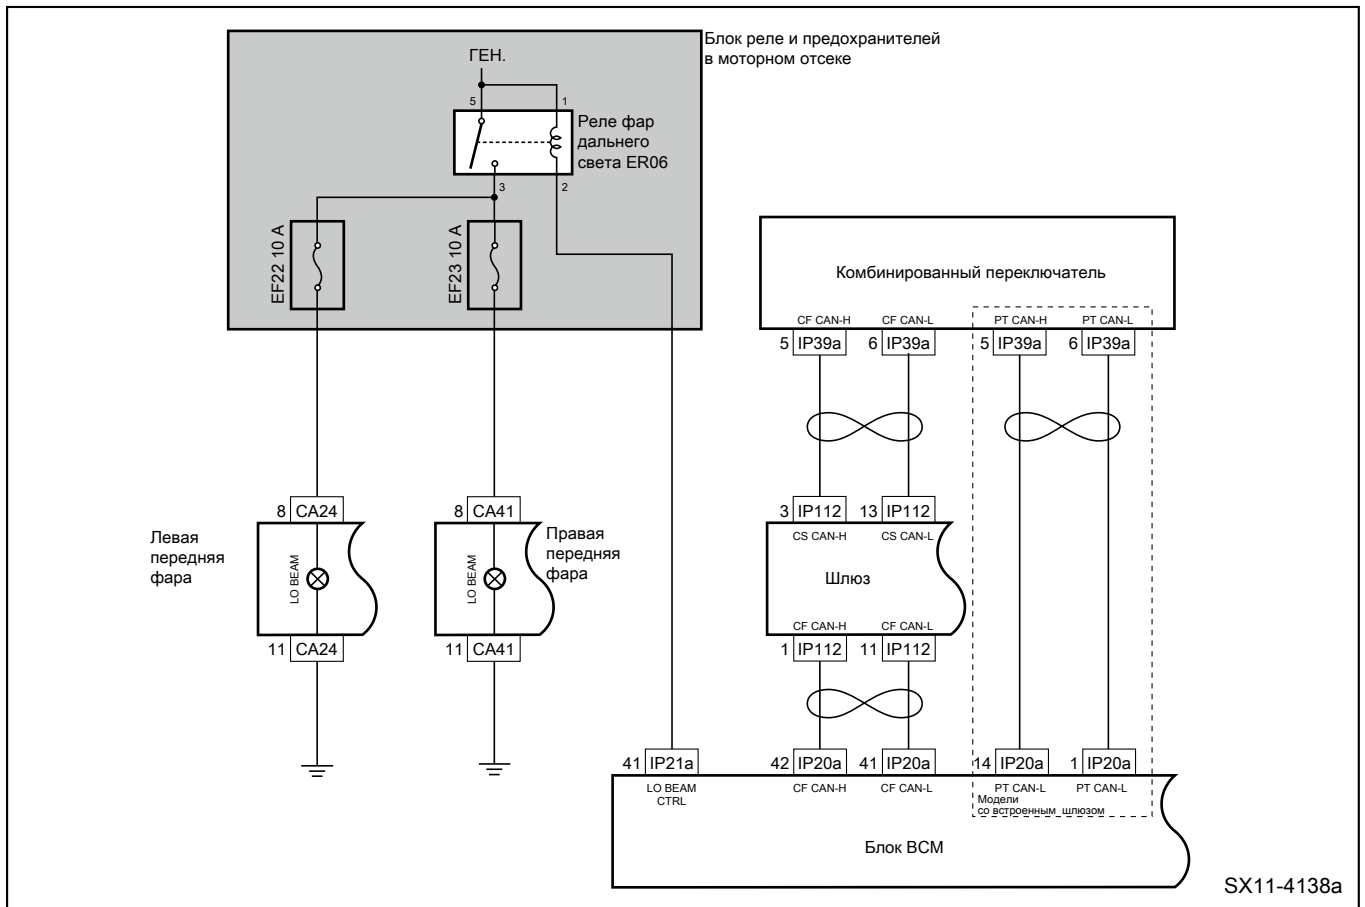 Блок реле и предохранителей
в моторном отсеке
ГЕН.
5
1
Реле фар
дальнего
света ER06
3
2
EF22 10 A
EF23 10 A
Комбинированный переключатель
CF CAN-H
CF CAN-L
PT CAN-H
PT CAN-L
5 IP39a
6 IP39a
5 IP39a
6 IP39a
8 CA24
8 CA41
3 IP112
13 IP112
CS CAN-H
CS CAN-L
Левая
передняя
фара
LO BEAM
LO BEAM
Правая
передняя
фара
Шлюз
CF CAN-H
CF CAN-L
11 CA24
11 CA41
1 IP112
11 IP112
41 IP21a
42 IP20a
41 IP20a
14 IP20a
1 IP20a
LO BEAM
CTRL
CF CAN-H
CF CAN-L
PT CAN-L
PT CAN-L
Модели
со встроенным шлюзом
Блок BCM
SX11-4138a